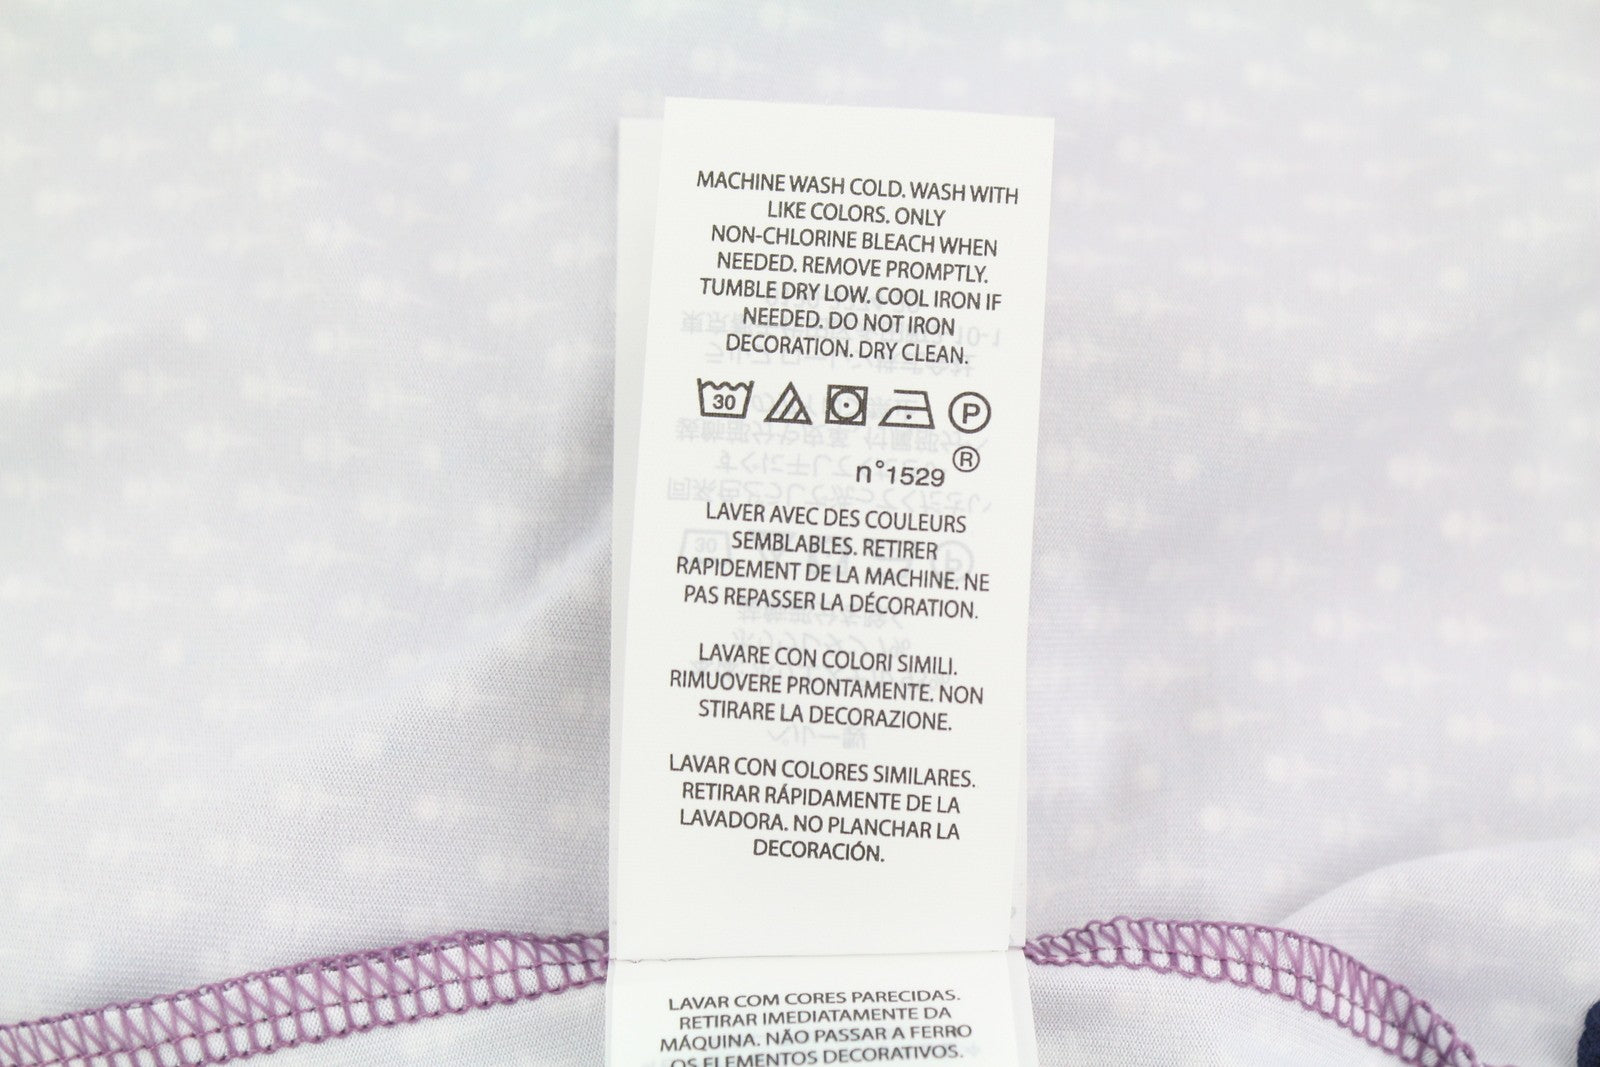 MACHINE WASH COLD. WASH WITH
LIKE COLORS. ONLY
NON-CHLORINE BLEACH WHEN
NEEDED. REMOVE PROMPTLY.
TUMBLE DRY LOW. COOL IRON IF
NEEDED. DO NOT IRON
DECORATION. DRY CLEAN.
30 P
®
n°1529
LAVER AVEC DES COULEURS
SEMBLABLES. RETIRER
RAPIDEMENT DE LA MACHINE. NE
PAS REPASSER LA DÉCORATION.
LAVARE CON COLORI SIMILI.
RIMUOVERE PRONTAMENTE. NON
STIRARE LA DECORAZIONE.
LAVAR CON COLORES SIMILARES.
RETIRAR RÁPIDAMENTE DE LA
LAVADORA. NO PLANCHAR LA
DECORACIÓN.
LAVAR COM CORES PARECIDAS.
RETIRAR IMEDIATAMENTE DA
MÁQUINA. NÃO PASSAR A FERRO
OS ELEMENTOS DECORATIVOS.